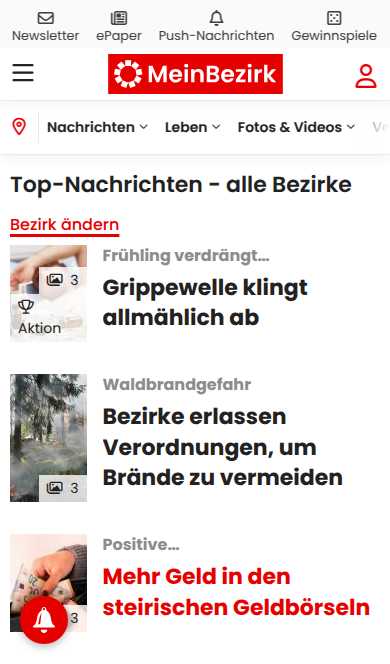 Newsletter ePaper Push-Nachrichten Gewinnspiele
MeinBezirk
Nachrichten Leben Fotos & Videos
Top-Nachrichten - alle Bezirke
Bezirk ändern
3
Aktion
Frühling verdrängt...
Grippewelle klingt
allmählich ab
3
Waldbrandgefahr
Bezirke erlassen
Verordnungen, um
Brände zu vermeiden
3
Positive...
Mehr Geld in den
steirischen Geldbörseln